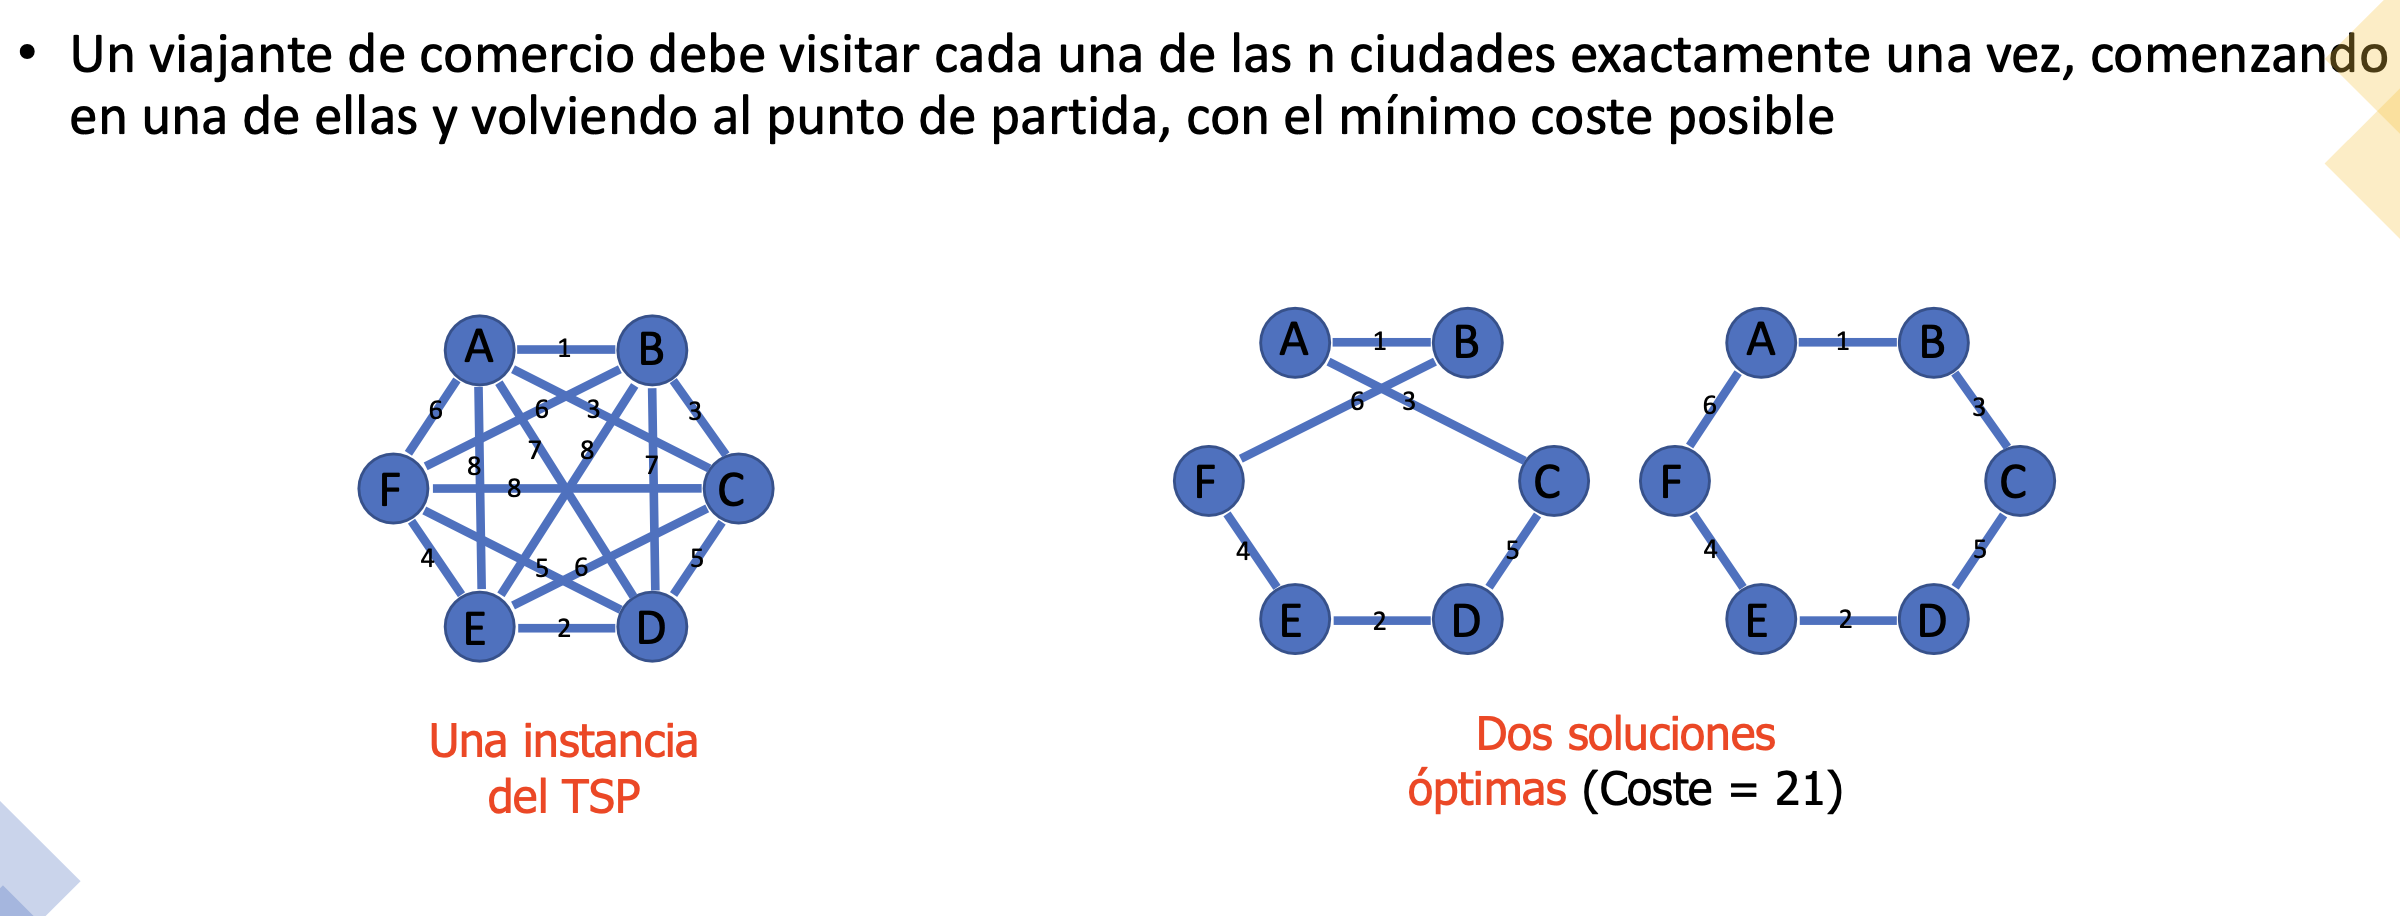 • Un viajante de comercio debe visitar cada una de las n ciudades exactamente una vez, comenzando
en una de ellas y volviendo al punto de partida, con el mínimo coste posible
A 1 B
6 6 3 3
7 8
8 7
F 8 C
4 5 6 5
E 2 D
Una instancia
del TSP
A 1 B
6 3
F C
4 5
E 2 D
A 1 B
6 3
F C
4 5
E 2 D
Dos soluciones
óptimas (Coste = 21)